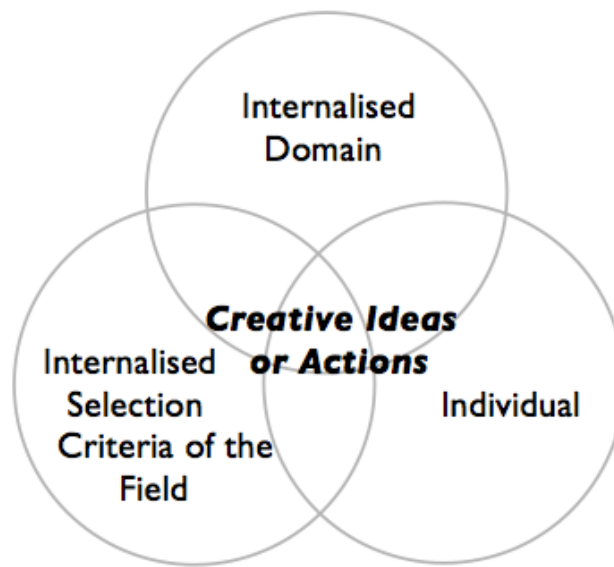 Internalised
Domain
Creative Ideas
or Actions
Internalised
Selection
Criteria of the
Field
Individual